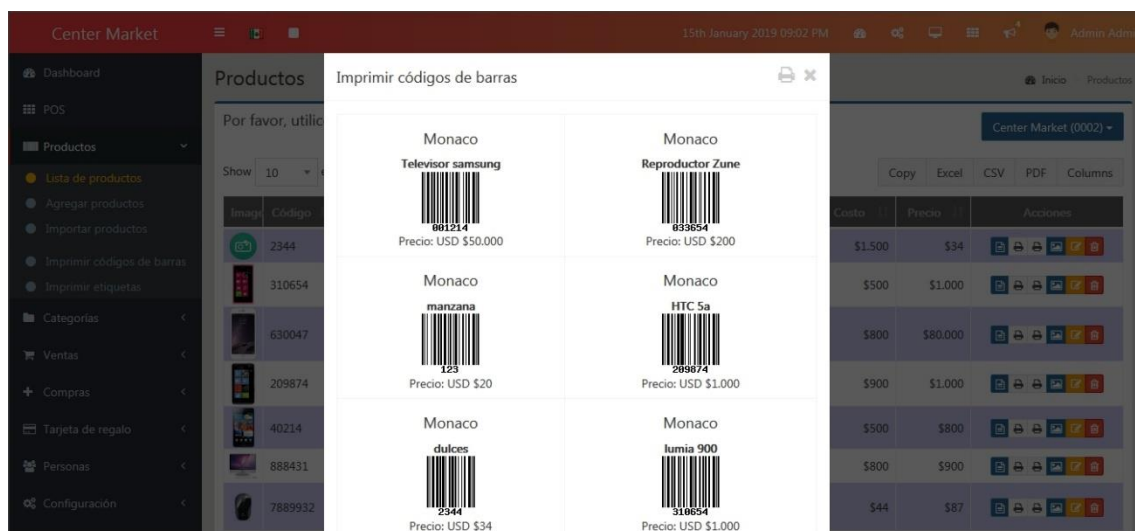 Center Market
15th January 2019 09:02 PM
4
Admin Adm
Dashboard
POS
Productos
Lista de productos
Agregar productos
Importar productos
Imprimir códigos de barras
Imprimir etiquetas
Categorías
Ventas
Compras
Tarjeta de regalo
Personas
Configuración
Productos
Inicio
Productos
Por favor, utilic
Center Market (0002)
Show 10 e
Copy Excel CSV PDF Columns
Image Código Costo Precio Acciones
2344 $1.500 $34
310654 $500 $1.000
630047 $800 $80.000
209874 $900 $1.000
40214 $500 $800
888431 $800 $900
7889932 $44 $87
Imprimir códigos de barras
Monaco
Televisor samsung
001214
Precio: USD $50.000
Monaco
Reproductor Zune
033654
Precio: USD $200
Monaco
manzana
123
Precio: USD $20
Monaco
HTC 5a
209874
Precio: USD $1.000
Monaco
dulces
2344
Precio: USD $34
Monaco
lumia 900
310654
Precio: USD $1.000